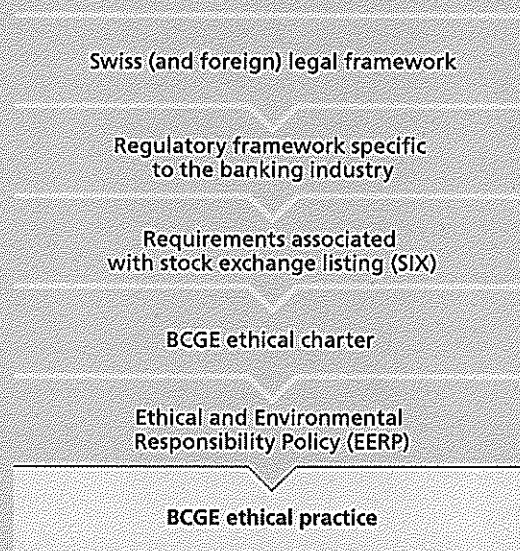 Swiss (and foreign) legal framework
Regulatory framework specific
to the banking industry
Requirements associated
with stock exchange listing (SIX)
BCGE ethical charter
Ethical and Environmental
Responsibility Policy (EERP)
BCGE ethical practice